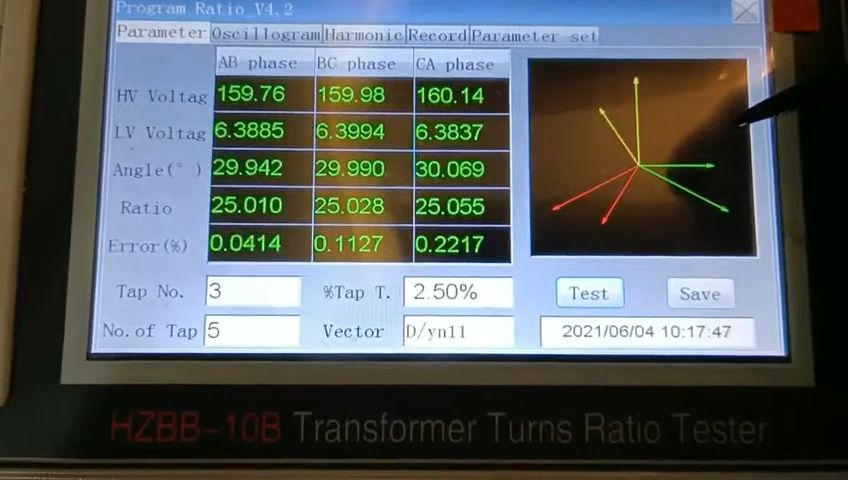 Program Ratio_V4.2
Parameter Oscillogram Harmonic Record Parameter set
AB phase BC phase CA phase
HV Voltag 159.76 159.98 160.14
LV Voltag 6.3885 6.3994 6.3837
Angle(°) 29.942 29.990 30.069
Ratio 25.010 25.028 25.055
Error(%) 0.0414 0.1127 0.2217
Tap No. 3 %Tap T. 2.50% Test Save
No.of Tap 5 Vector D/yn11 2021/06/04 10:17:47
HZBB-10B Transformer Turns Ratio Tester